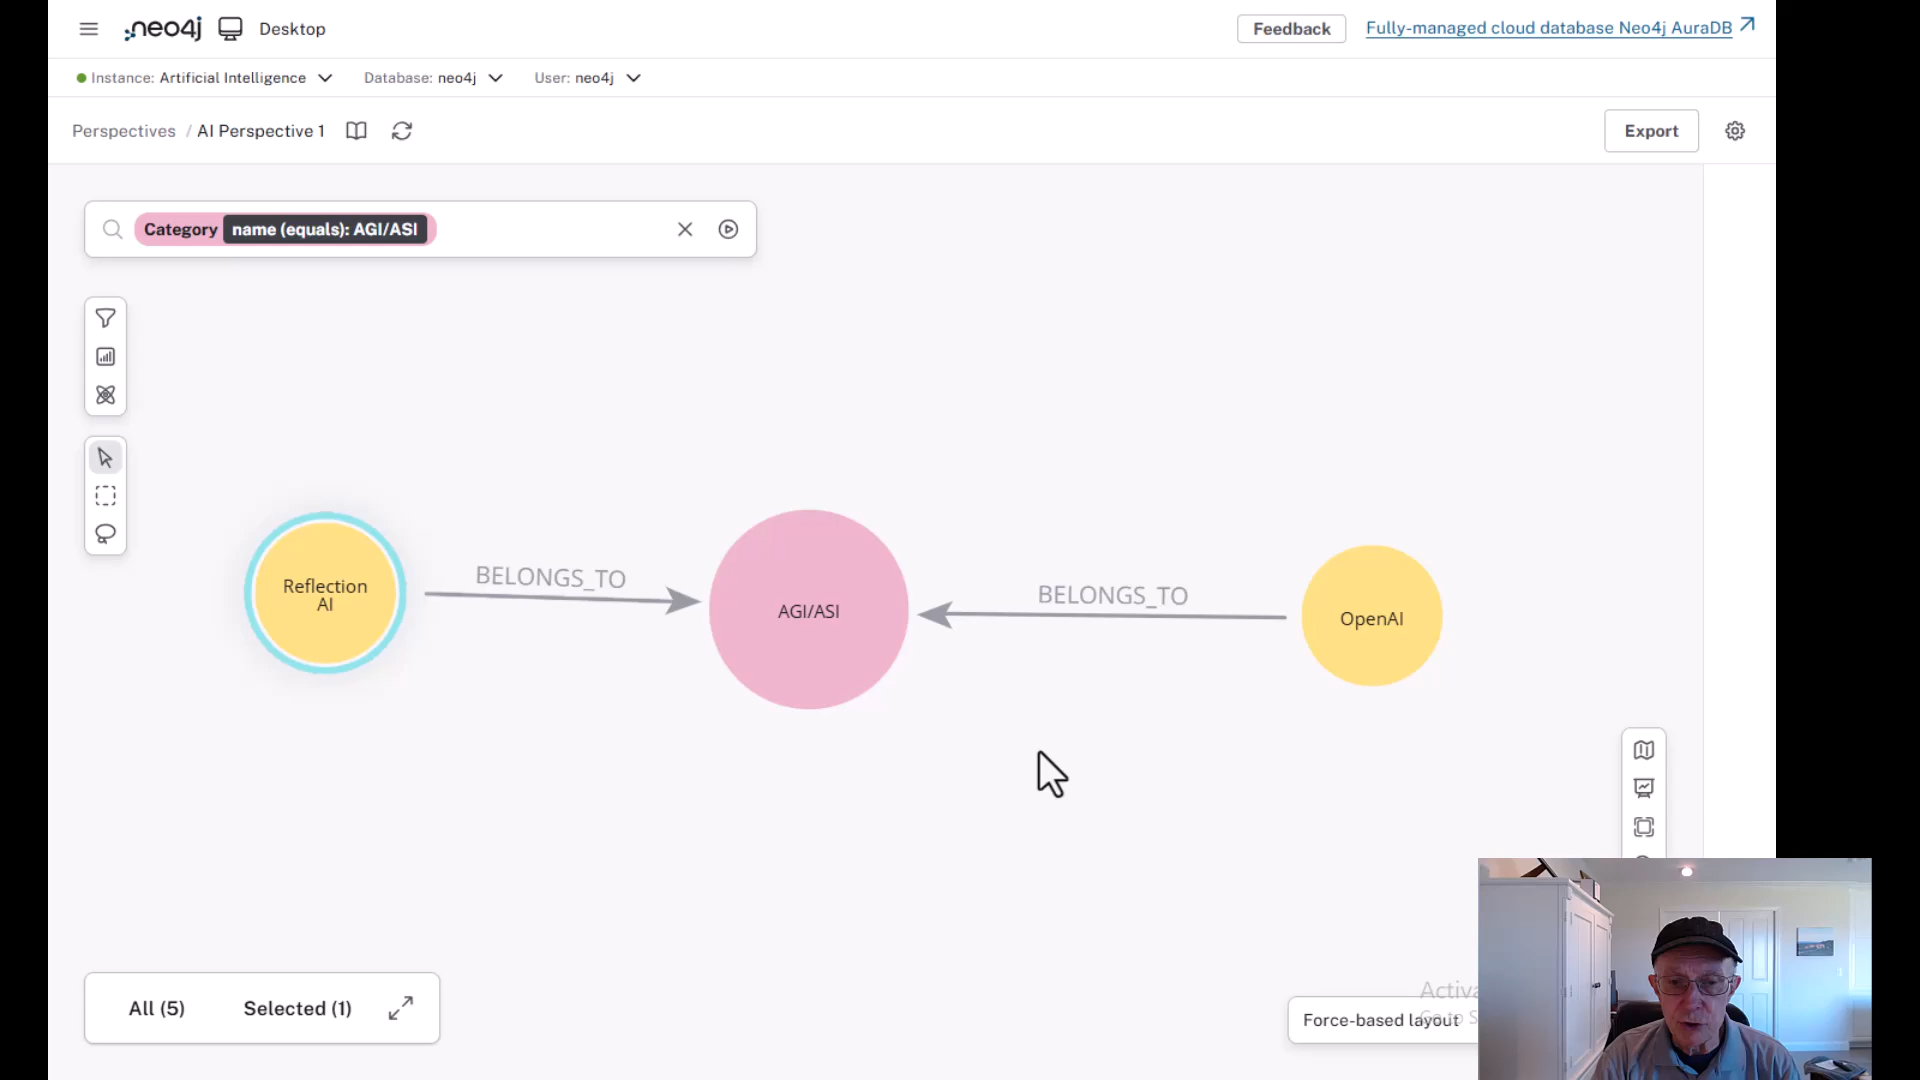 neo4j Desktop Feedback Fully-managed cloud database Neo4j AuraDB
Instance: Artificial Intelligence Database: neo4j User: neo4j
Perspectives / AI Perspective 1 Export
Category name (equals): AGI/ASI
Reflection
AI
BELONGS_TO
AGI/ASI
BELONGS_TO
OpenAI
All (5) Selected (1)
Force-based layout